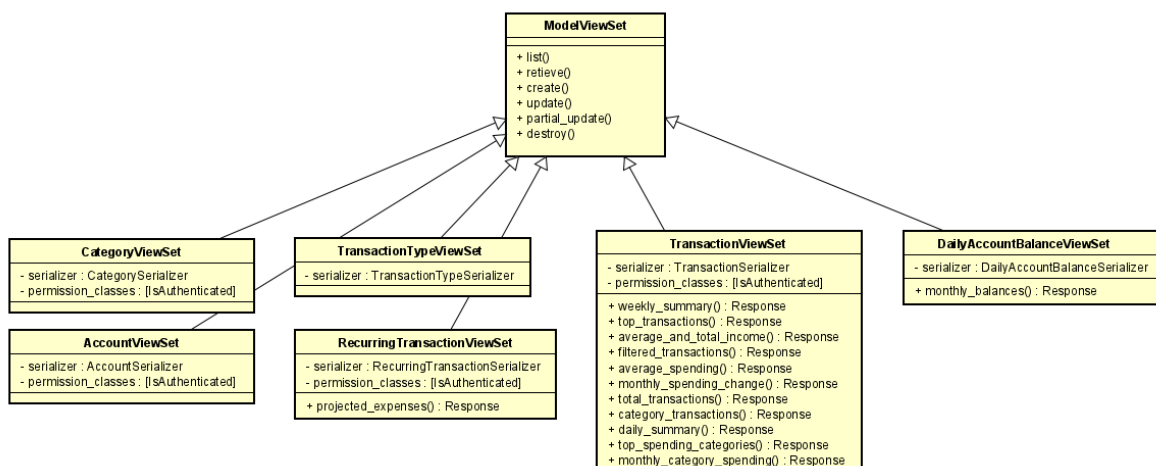 ModelViewSet
+ list()
+ retieve()
+ create()
+ update()
+ partial_update()
+ destroy()
CategoryViewSet
- serializer : CategorySerializer
- permission_classes : [IsAuthenticated]
TransactionTypeViewSet
- serializer : TransactionTypeSerializer
TransactionViewSet
- serializer : TransactionSerializer
- permission_classes : [IsAuthenticated]
+ weekly_summary() : Response
+ top_transactions() : Response
+ average_and_total_income() : Response
+ filtered_transactions() : Response
+ average_spending() : Response
+ monthly_spending_change() : Response
+ total_transactions() : Response
+ category_transactions() : Response
+ daily_summary() : Response
+ top_spending_categories() : Response
+ monthly_category_spending() : Response
DailyAccountBalanceViewSet
- serializer : DailyAccountBalanceSerializer
+ monthly_balances() : Response
AccountViewSet
- serializer : AccountSerializer
- permission_classes : [IsAuthenticated]
RecurringTransactionViewSet
- serializer : RecurringTransactionSerializer
- permission_classes : [IsAuthenticated]
+ projected_expenses() : Response